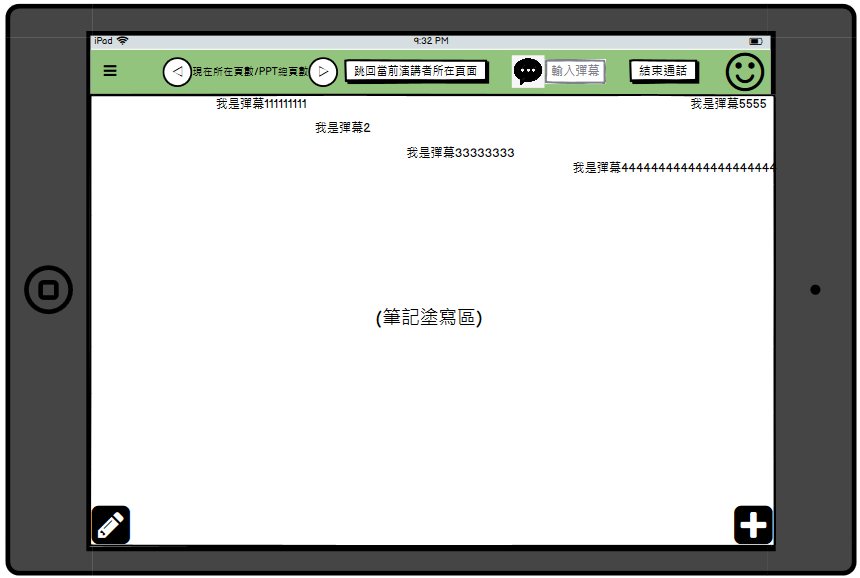 iPad
9:32 PM
現在所在頁數/PPT總頁數
跳回當前演講者所在頁面
輸入彈幕
結束通話
我是彈幕111111111
我是彈幕5555
我是彈幕2
我是彈幕33333333
我是彈幕444444444444444444444
(筆記塗寫區)